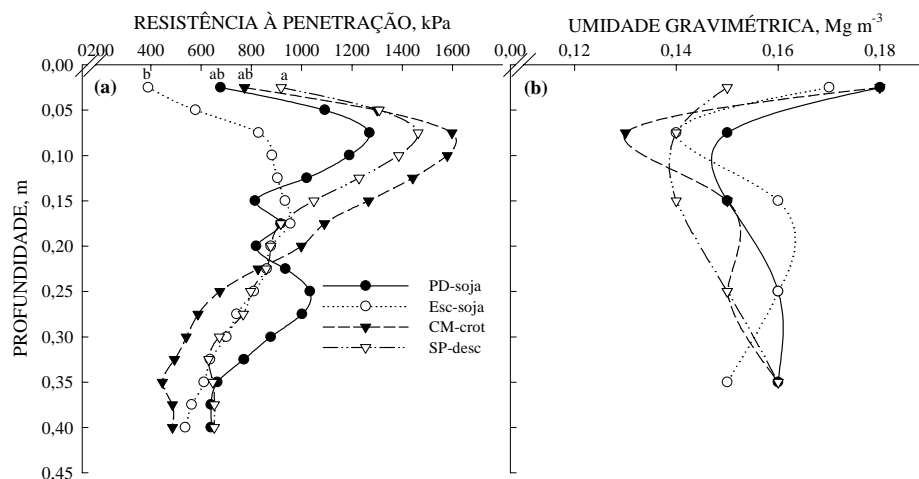 RESISTÊNCIA À PENETRAÇÃO, kPa
UMIDADE GRAVIMÉTRICA, Mg m-3
0200 400 600 800 1000 1200 1400 1600 0,00 0,12 0,14 0,16 0,18
0,00
b ab ab a
(a) (b)
0,05
0,10
0,15
0,20
0,25
0,30
0,35
0,40
0,45
PROFUNDIDADE, m
PD-soja
Esc-soja
CM-crot
SP-desc